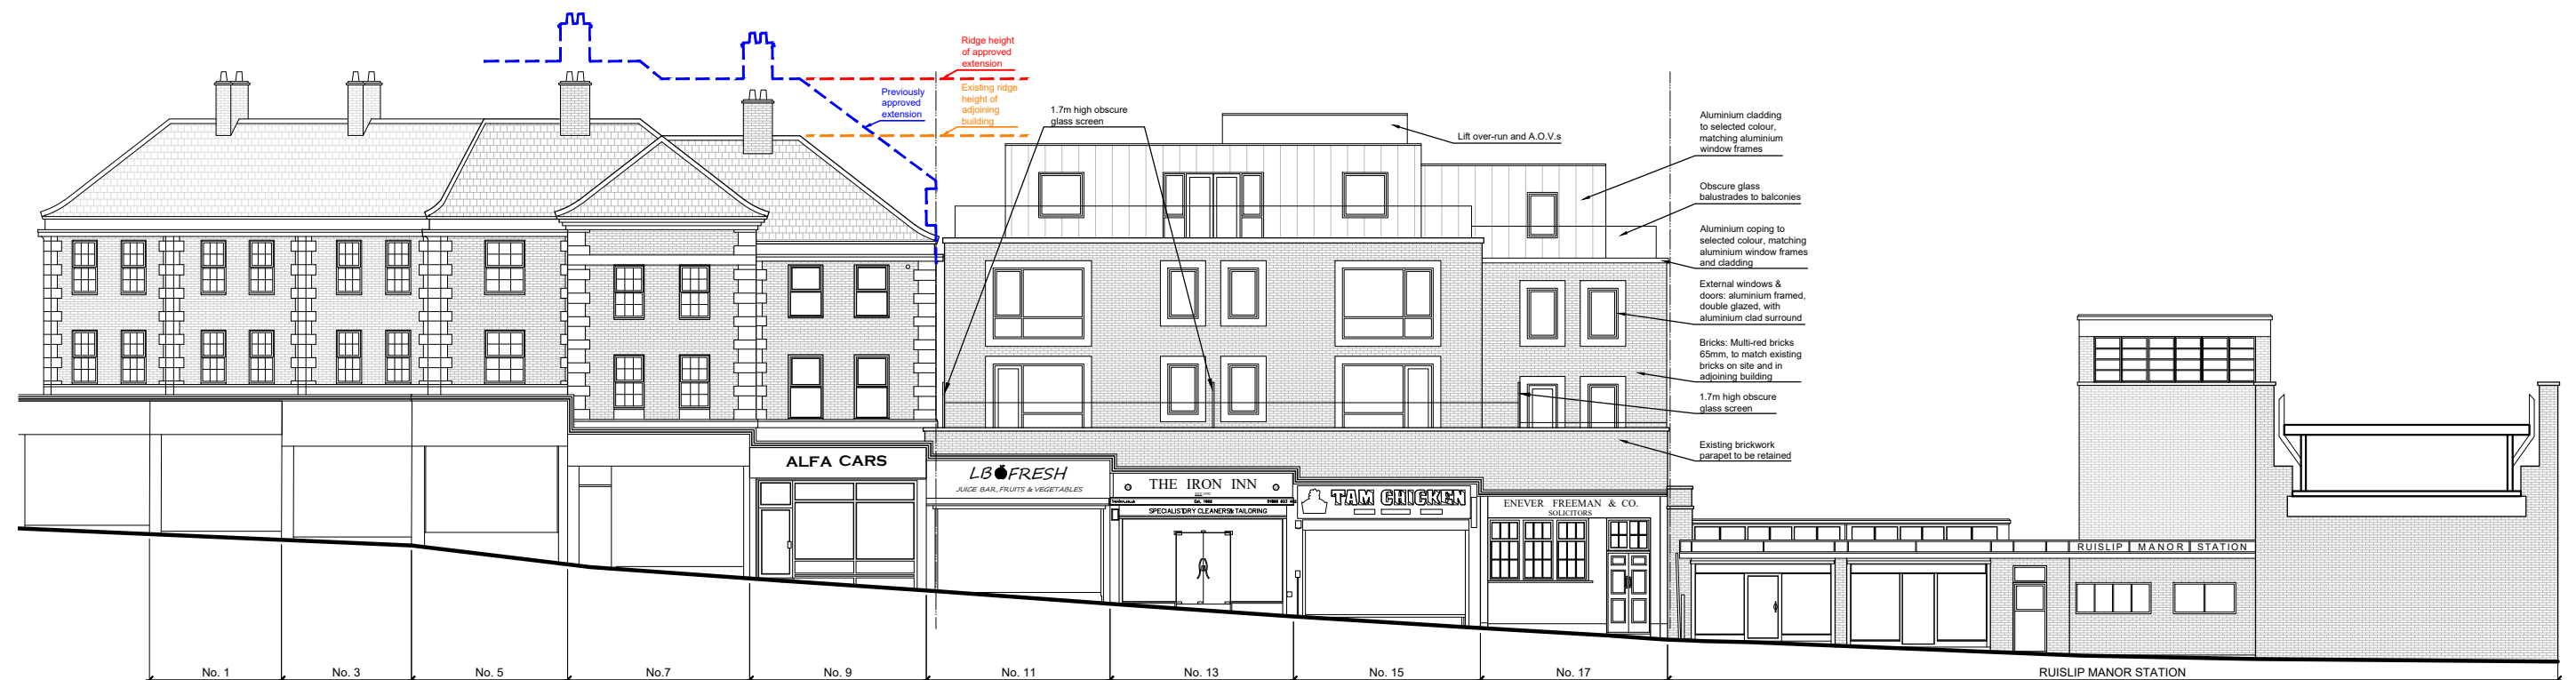 Ridge height
of approved
extension
Previously
approved
extension
Existing ridge
height of
adjoining
building
1.7m high obscure
glass screen
Lift over-run and A.O.V.s
Aluminium cladding
to selected colour,
matching aluminium
window frames
Obscure glass
balustrades to balconies
Aluminium coping to
selected colour, matching
aluminium window frames
and cladding
External windows &
doors: aluminium framed,
double glazed, with
aluminium clad surround
Bricks: Multi-red bricks
65mm, to match existing
bricks on site and in
adjoining building
1.7m high obscure
glass screen
Existing brickwork
parapet to be retained
ALFA CARS
LB FRESH
JUICE BAR, FRUITS & VEGETABLES
THE IRON INN
Est. 1962
SPECIALIST DRY CLEANERS & TAILORING
TAM CHICKEN
ENEVER FREEMAN & CO.
SOLICITORS
RUISLIP MANOR STATION
No. 1
No. 3
No. 5
No.7
No. 9
No. 11
No. 13
No. 15
No. 17
RUISLIP MANOR STATION